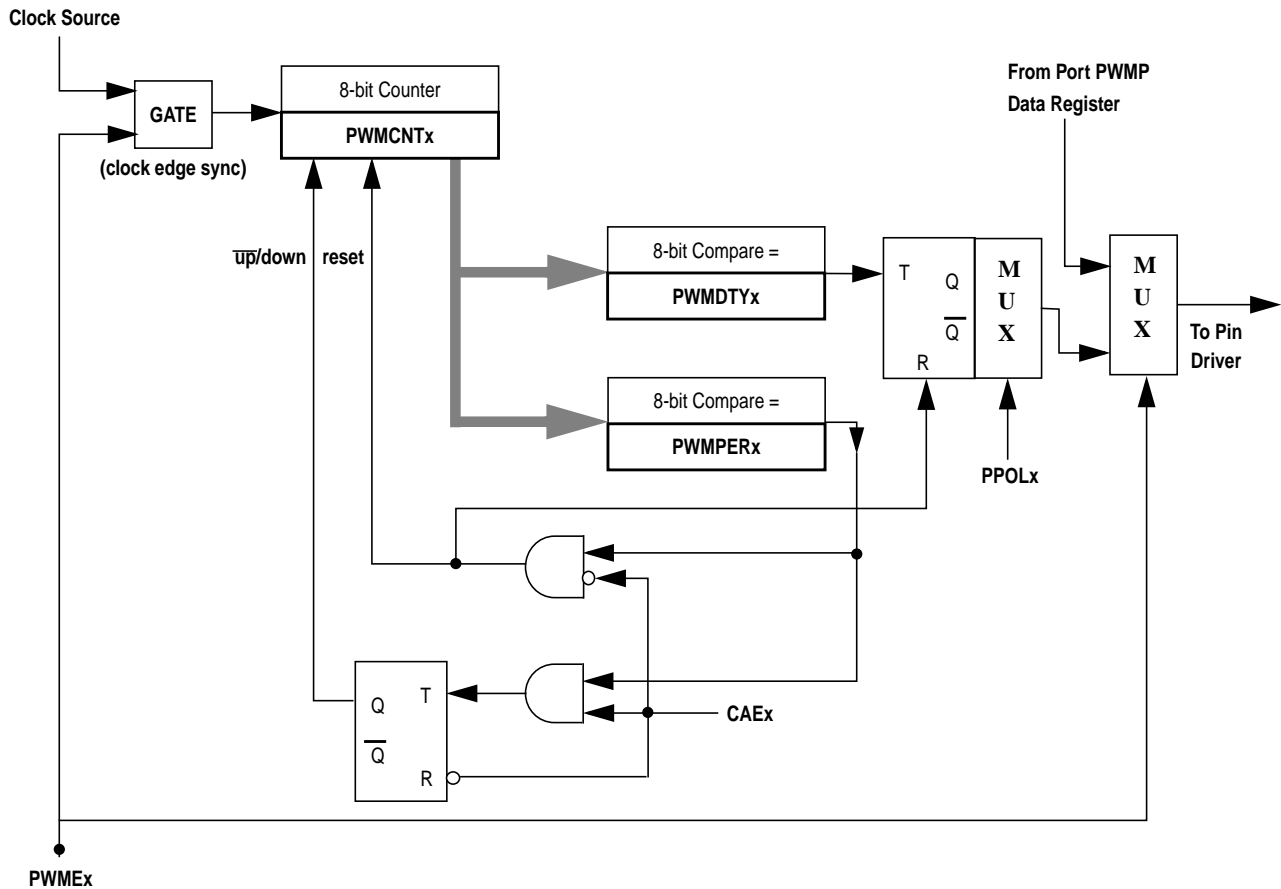 Clock Source
GATE
(clock edge sync)
8-bit Counter
PWMCNTx
From Port PWMP
Data Register
up/down reset
8-bit Compare =
PWMDTYx
T
Q
Q
R
M
U
X
M
U
X
To Pin
Driver
8-bit Compare =
PWMPERx
PPOLx
Q
T
Q
R
CAEx
PWMEx